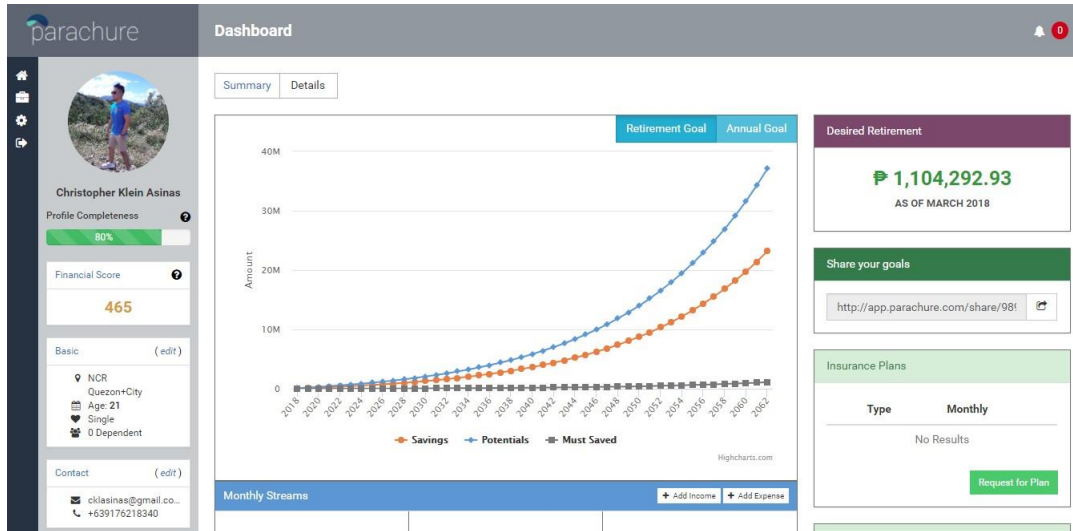 parachure
Dashboard
0
Summary
Details
Christopher Klein Asinas
Profile Completeness
80%
Financial Score
465
Basic
(edit)
NCR
Quezon+City
Age: 21
Single
0 Dependent
Contact
(edit)
cklasinas@gmail.co...
+639176218340
Retirement Goal
Annual Goal
Amount
40M
30M
20M
10M
0
2018
2020
2022
2024
2026
2028
2030
2032
2034
2036
2038
2040
2042
2044
2046
2048
2050
2052
2054
2056
2058
2060
2062
Savings
Potentials
Must Saved
Highcharts.com
Monthly Streams
+ Add Income
+ Add Expense
Desired Retirement
₱ 1,104,292.93
AS OF MARCH 2018
Share your goals
http://app.parachure.com/share/989
Insurance Plans
Type Monthly
No Results
Request for Plan